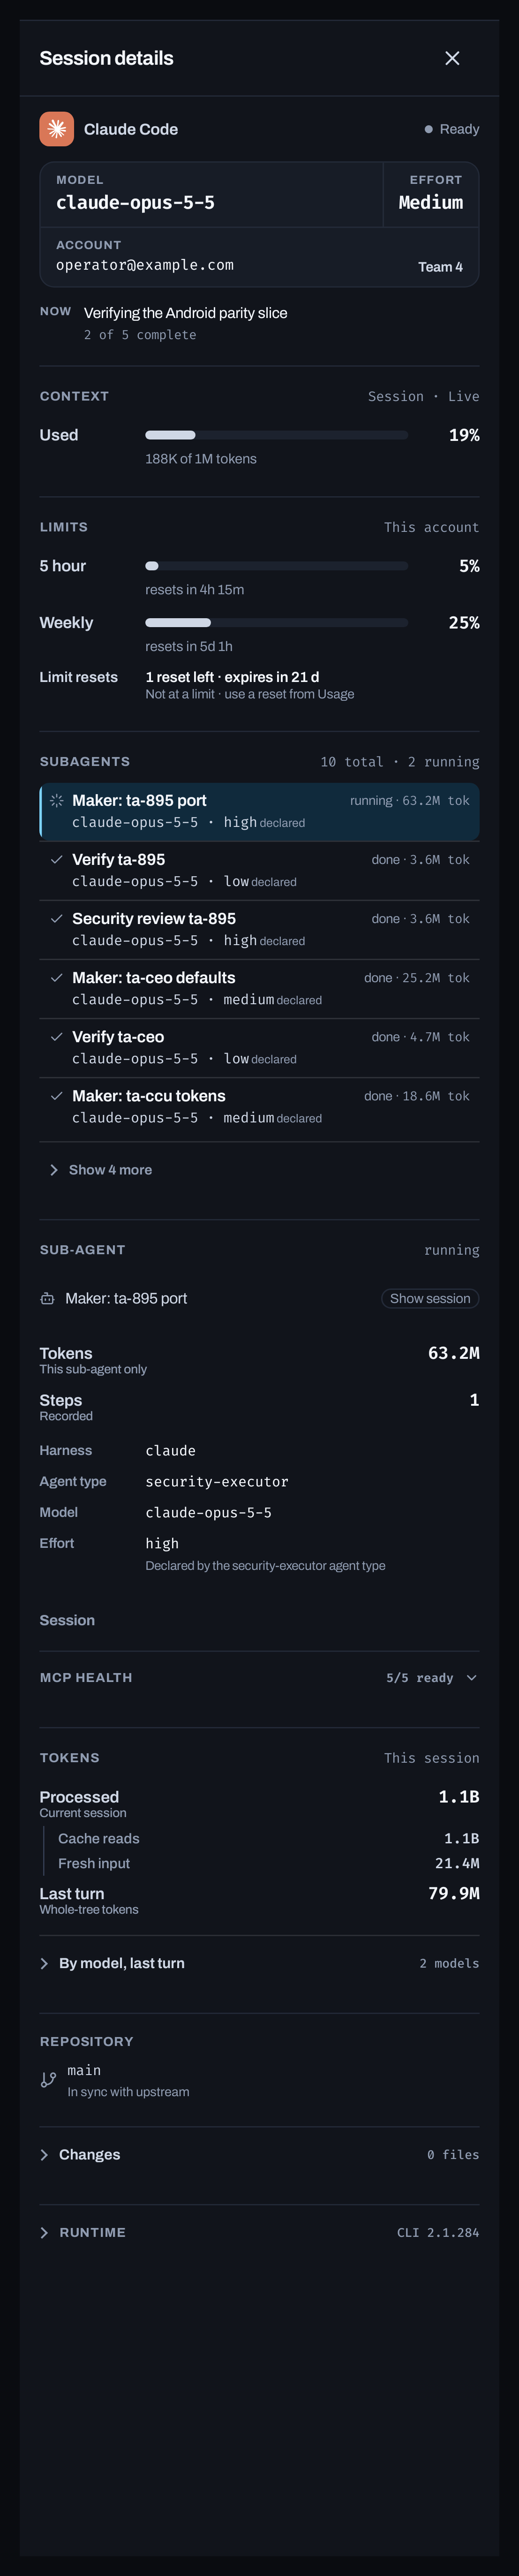 Session details
Claude Code
Ready
MODEL
EFFORT
claude-opus-5-5
Medium
ACCOUNT
operator@example.com
Team 4
NOW Verifying the Android parity slice
2 of 5 complete
CONTEXT
Session · Live
Used
19%
188K of 1M tokens
LIMITS
This account
5 hour
5%
resets in 4h 15m
Weekly
25%
resets in 5d 1h
Limit resets
1 reset left · expires in 21 d
Not at a limit · use a reset from Usage
SUBAGENTS
10 total · 2 running
Maker: ta-895 port
running · 63.2M tok
claude-opus-5-5 · high declared
Verify ta-895
done · 3.6M tok
claude-opus-5-5 · low declared
Security review ta-895
done · 3.6M tok
claude-opus-5-5 · high declared
Maker: ta-ceo defaults
done · 25.2M tok
claude-opus-5-5 · medium declared
Verify ta-ceo
done · 4.7M tok
claude-opus-5-5 · low declared
Maker: ta-ccu tokens
done · 18.6M tok
claude-opus-5-5 · medium declared
Show 4 more
SUB-AGENT
running
Maker: ta-895 port
Show session
Tokens
63.2M
This sub-agent only
Steps
1
Recorded
Harness
claude
Agent type
security-executor
Model
claude-opus-5-5
Effort
high
Declared by the security-executor agent type
Session
MCP HEALTH
5/5 ready
TOKENS
This session
Processed
1.1B
Current session
Cache reads
1.1B
Fresh input
21.4M
Last turn
79.9M
Whole-tree tokens
By model, last turn
2 models
REPOSITORY
main
In sync with upstream
Changes
0 files
RUNTIME
CLI 2.1.284